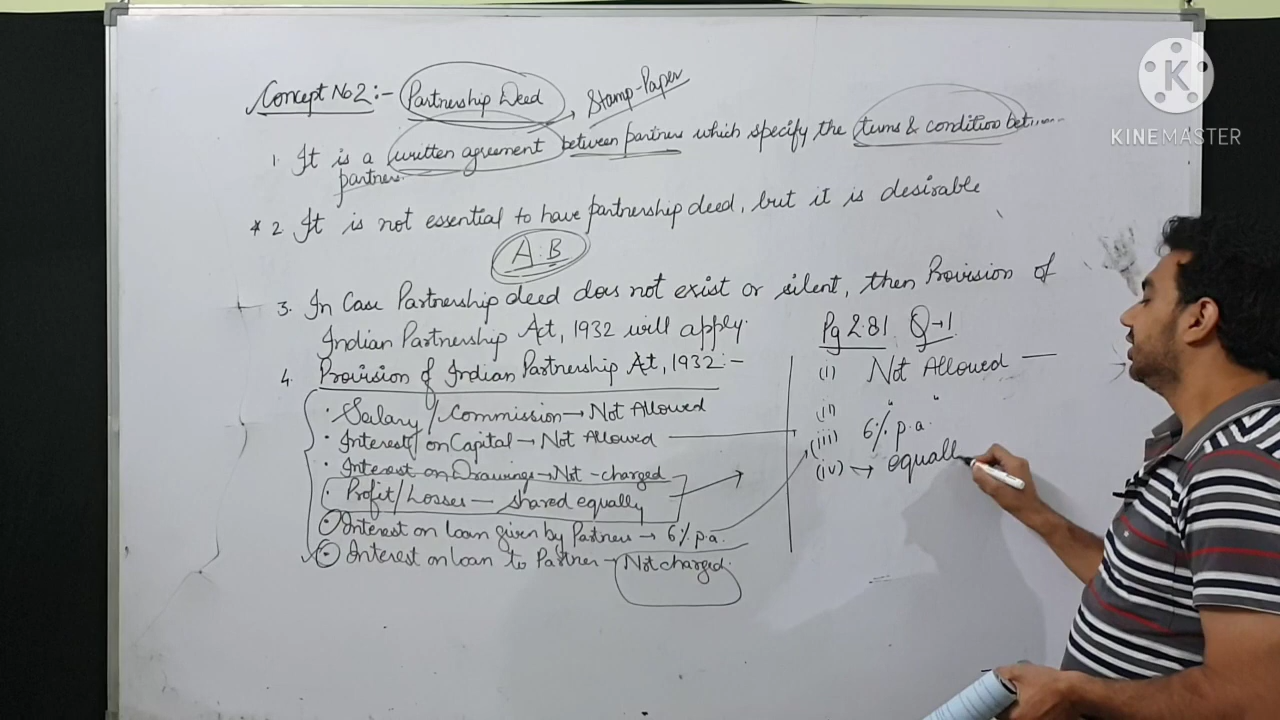 Concept No 2:- Partnership Deed
Stamp-Paper
1. It is a written agreement between partners which specify the terms & condition
partners.
* 2 It is not essential to have partnership deed, but it is desirable
A:B
3. In Case Partnership deed does not exist or silent, then Provision of
Indian Partnership Act, 1932 will apply.
4. Provision of Indian Partnership Act, 1932:-
· Salary / Commission → Not Allowed
· Interest on Capital → Not Allowed
· Interest on Drawings → Not-charged
· Profit/Losses — shared equally
· Interest on loan given by Partners → 6% p.a.
· Interest on loan to Partner → Not charged.
Pg 2.81 Q-1
(i) Not Allowed —
(ii) " "
(iii) 6% p.a.
(iv) → equall
K
KINEMASTER